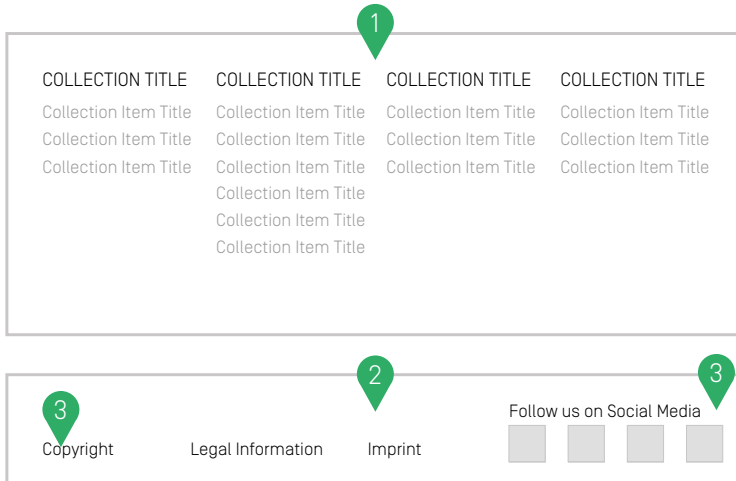 1
COLLECTION TITLE COLLECTION TITLE COLLECTION TITLE COLLECTION TITLE
Collection Item Title Collection Item Title Collection Item Title Collection Item Title
Collection Item Title Collection Item Title Collection Item Title Collection Item Title
Collection Item Title Collection Item Title Collection Item Title Collection Item Title
Collection Item Title
Collection Item Title
Collection Item Title
2 3
3 Follow us on Social Media
Copyright Legal Information Imprint